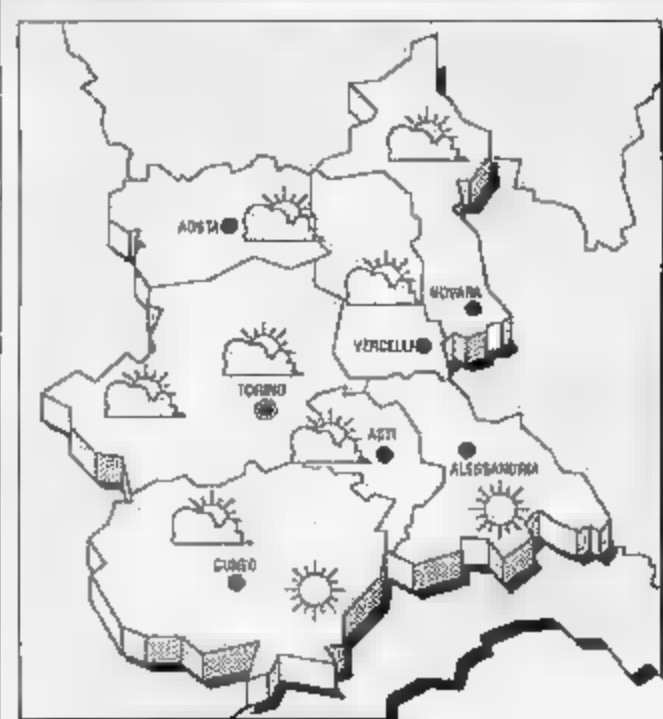 AOSTA
NOVARA
VERCELLI
TORINO
ASTI
ALESSANDRIA
CUNEO